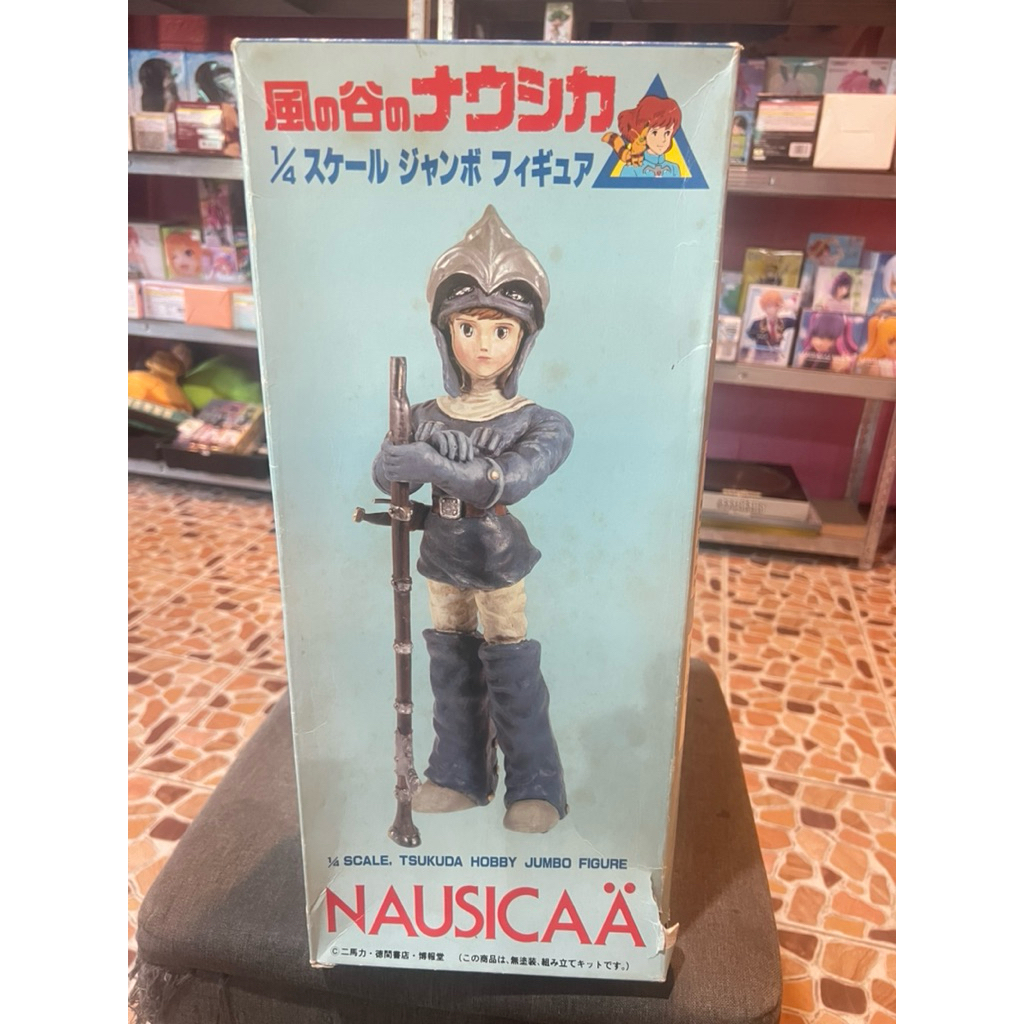 風の谷のナウシカ
1/4 スケール ジャンボ フィギュア
1/4 SCALE, TSUKUDA HOBBY JUMBO FIGURE
NAUSICAÄ
©二馬力・徳間書店・博報堂 (この商品は、無塗装、組み立てキットです。)